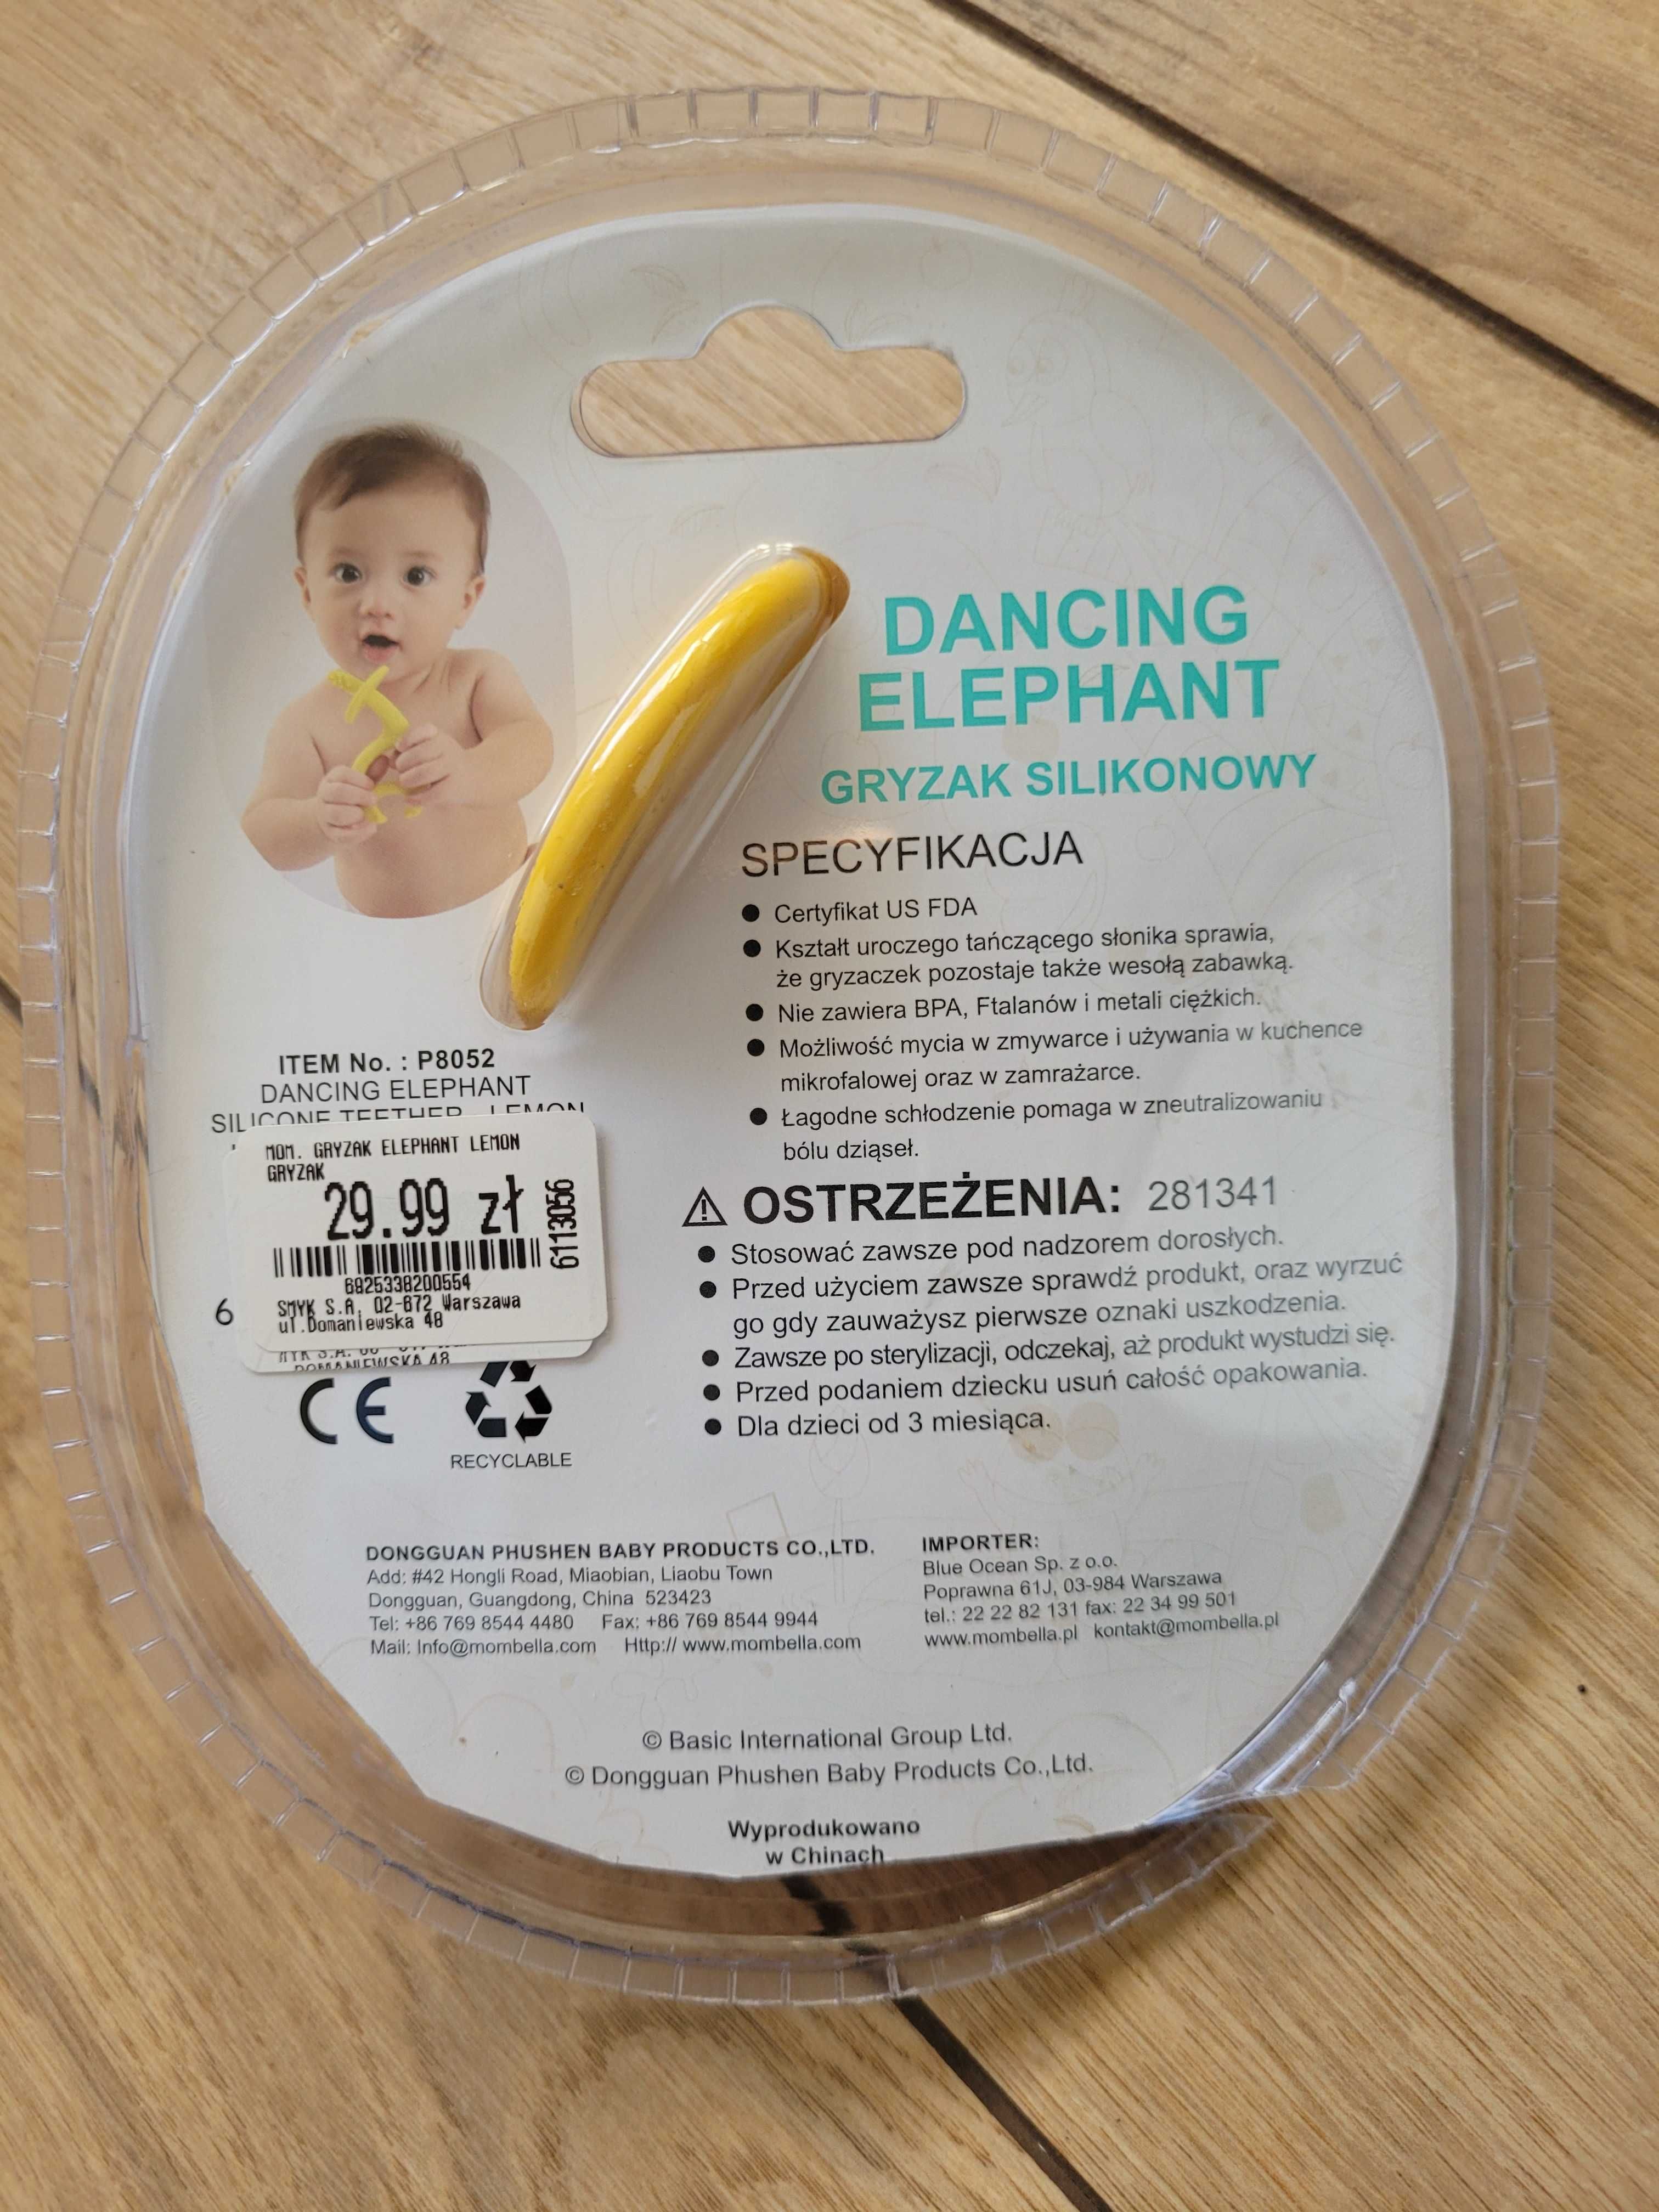 DANCING
ELEPHANT
GRYZAK SILIKONOWY
SPECYFIKACJA
● Certyfikat US FDA
● Kształt uroczego tańczącego słonika sprawia,
że gryzaczek pozostaje także wesołą zabawką.
● Nie zawiera BPA, Ftalanów i metali ciężkich.
● Możliwość mycia w zmywarce i używania w kuchence
mikrofalowej oraz w zamrażarce.
● Łagodne schłodzenie pomaga w zneutralizowaniu
bólu dziąseł.
⚠ OSTRZEŻENIA: 281341
● Stosować zawsze pod nadzorem dorosłych.
● Przed użyciem zawsze sprawdź produkt, oraz wyrzuć
go gdy zauważysz pierwsze oznaki uszkodzenia.
● Zawsze po sterylizacji, odczekaj, aż produkt wystudzi się.
● Przed podaniem dziecku usuń całość opakowania.
● Dla dzieci od 3 miesiąca.
ITEM No. : P8052
DANCING ELEPHANT
SILICONE TEETHER - LEMON
MOM. GRYZAK ELEPHANT LEMON
GRYZAK
29.99 zł
6113056
6825338200554
SMYK S.A. 02-672 Warszawa
ul.Domaniewska 48
6
DOMANIEWSKA 48
CE
RECYCLABLE
DONGGUAN PHUSHEN BABY PRODUCTS CO.,LTD.
Add: #42 Hongli Road, Miaobian, Liaobu Town
Dongguan, Guangdong, China 523423
Tel: +86 769 8544 4480 Fax: +86 769 8544 9944
Mail: Info@mombella.com Http:// www.mombella.com
IMPORTER:
Blue Ocean Sp. z o.o.
Poprawna 61J, 03-984 Warszawa
tel.: 22 22 82 131 fax: 22 34 99 501
www.mombella.pl kontakt@mombella.pl
© Basic International Group Ltd.
© Dongguan Phushen Baby Products Co.,Ltd.
Wyprodukowano
w Chinach